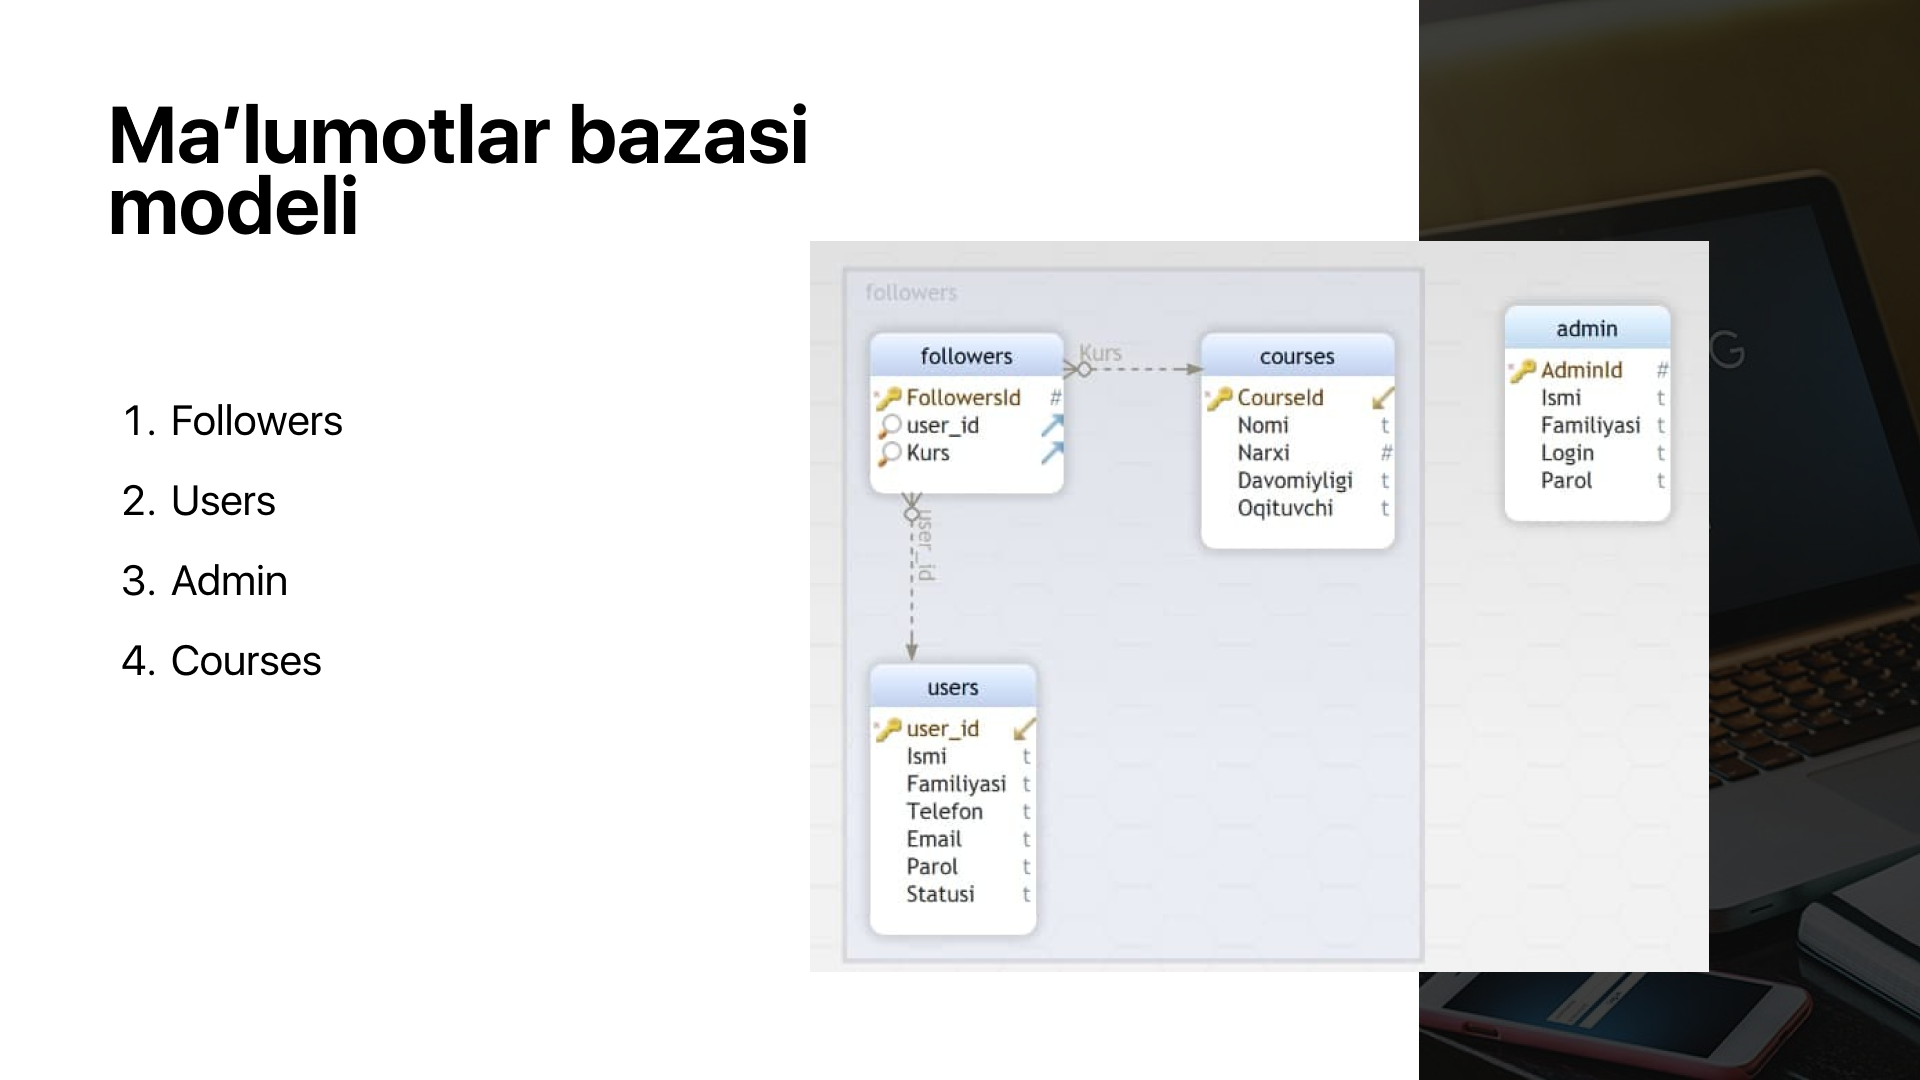 Ma’lumotlar bazasi
modeli
1. Followers
2. Users
3. Admin
4. Courses
followers
followers
FollowersId #
user_id
Kurs
Kurs
courses
CourseId
Nomi t
Narxi #
Davomiyligi t
Oqituvchi t
admin
AdminId #
Ismi t
Familiyasi t
Login t
Parol t
user_id
users
user_id
Ismi t
Familiyasi t
Telefon t
Email t
Parol t
Statusi t
G